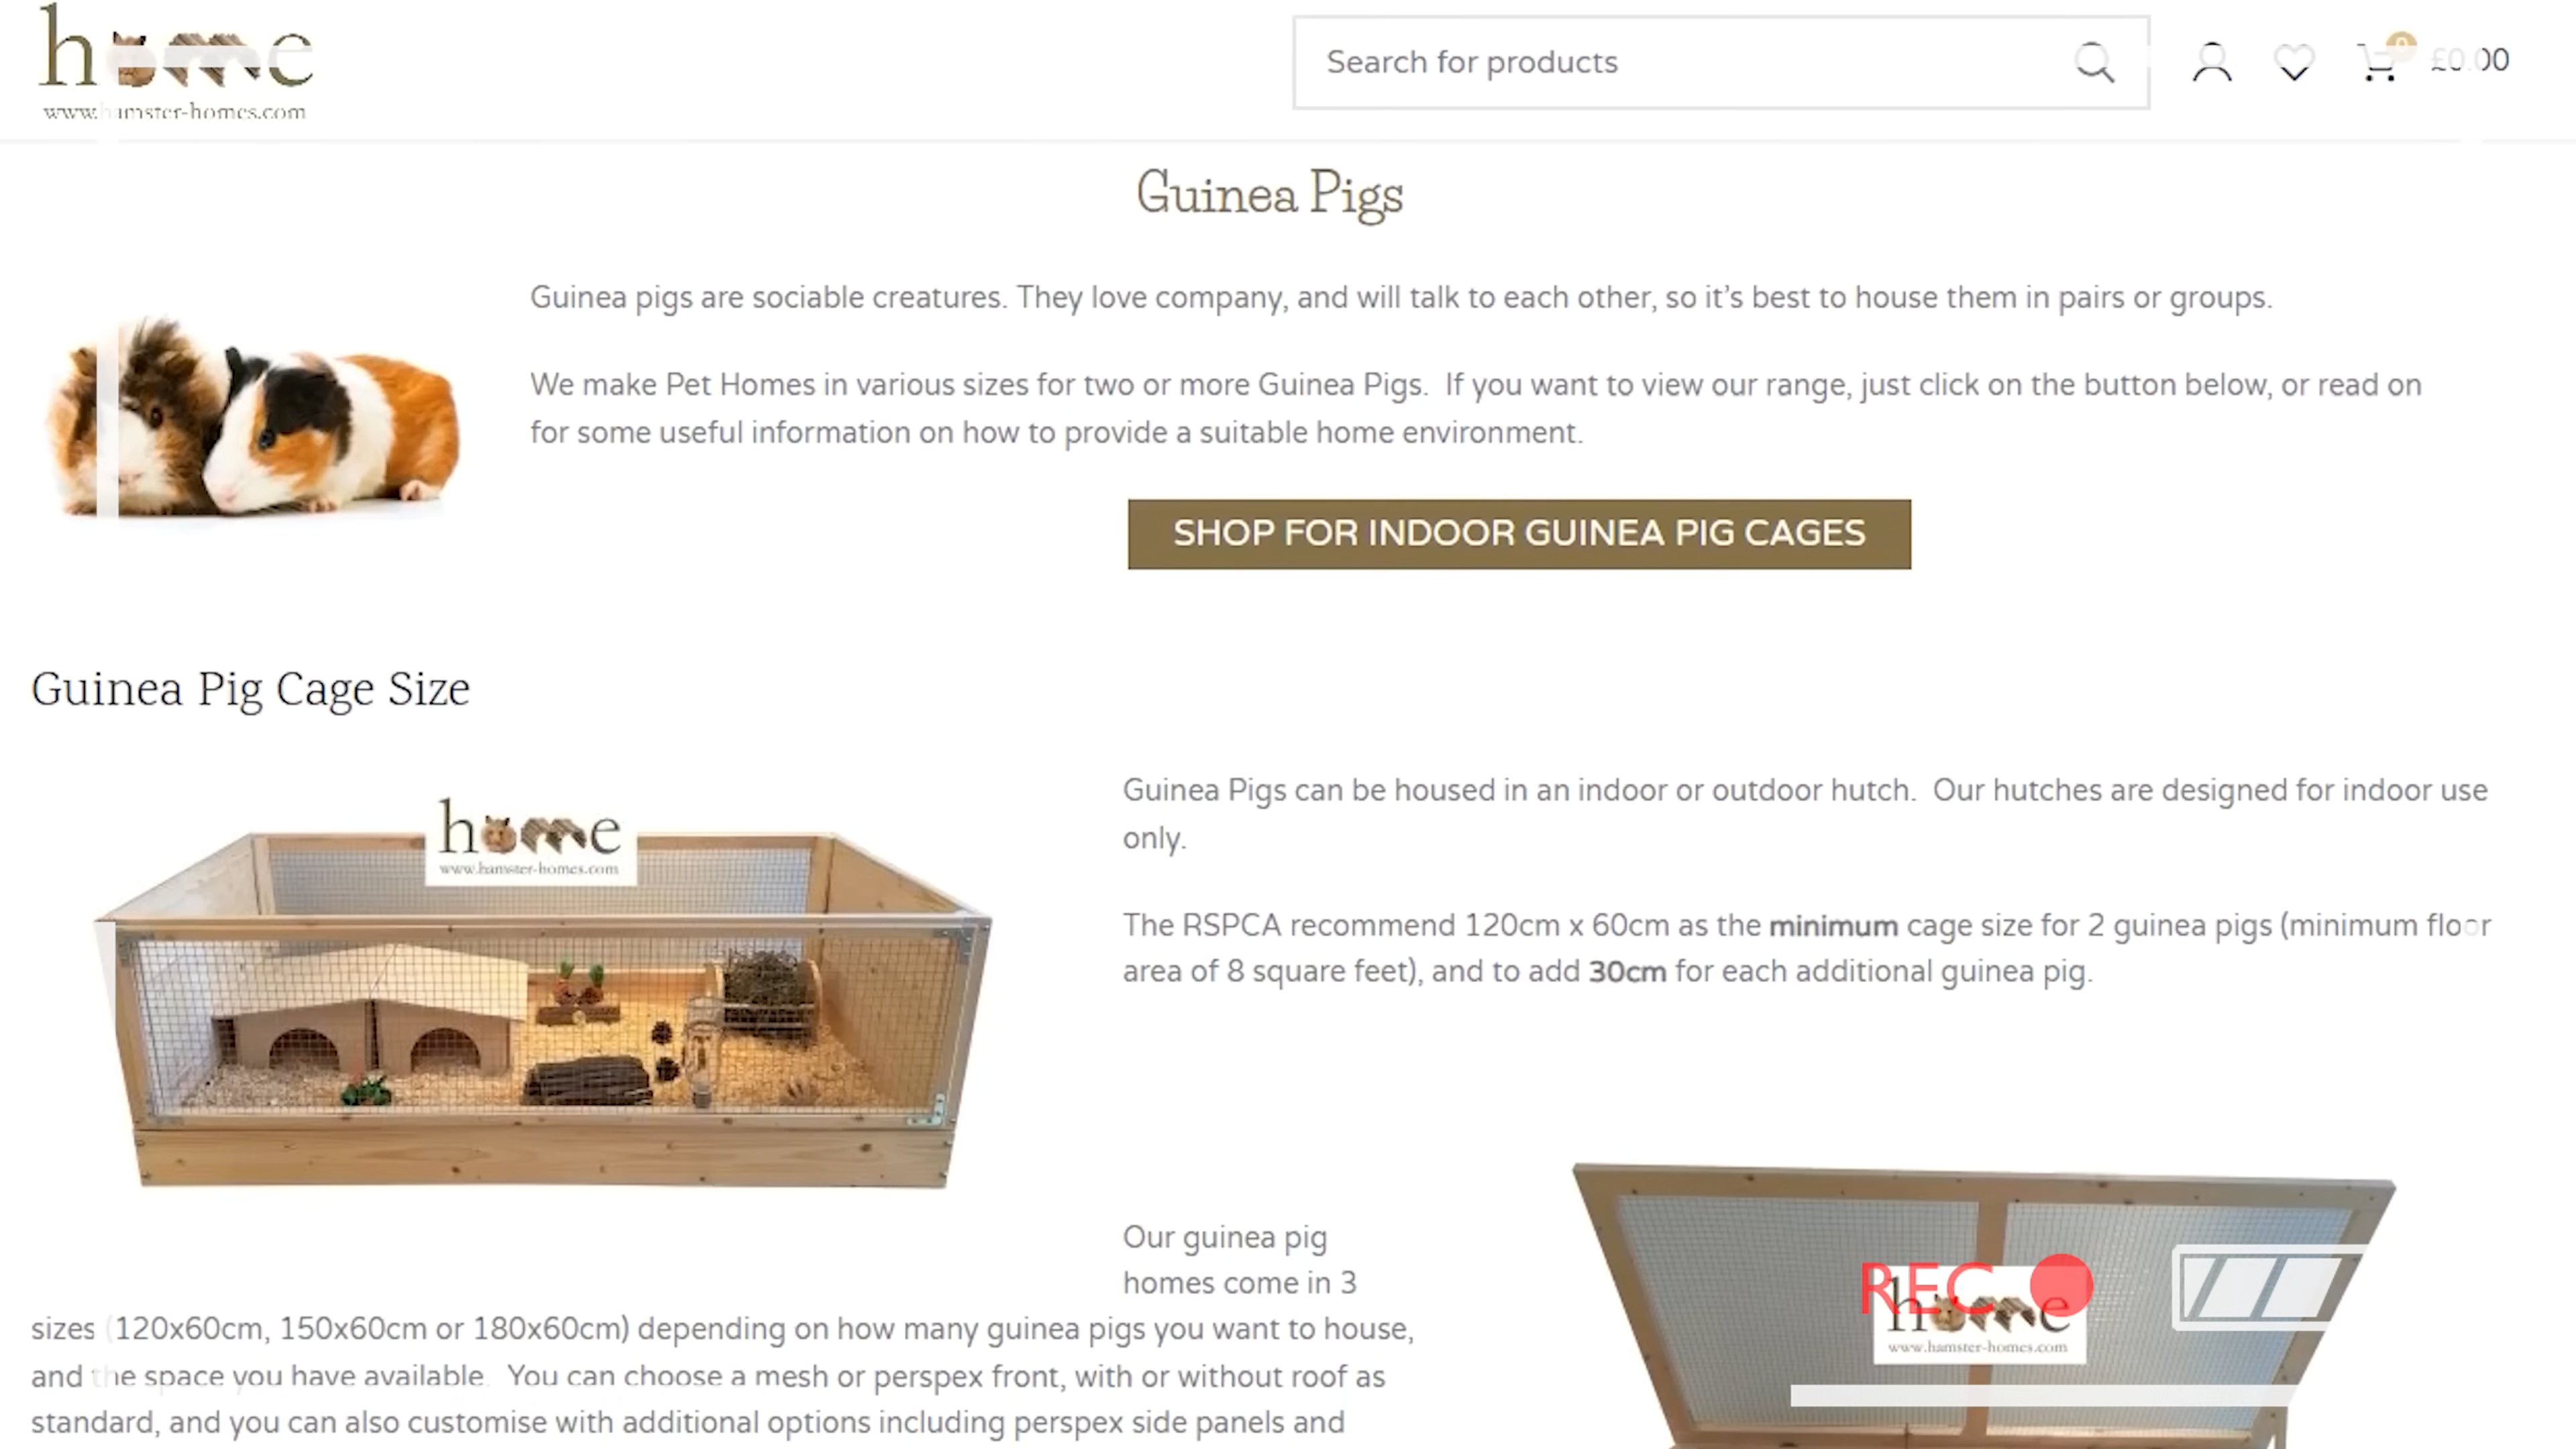 home
www.hamster-homes.com
Search for products
0
£0.00
Guinea Pigs
Guinea pigs are sociable creatures. They love company, and will talk to each other, so it's best to house them in pairs or groups.
We make Pet Homes in various sizes for two or more Guinea Pigs. If you want to view our range, just click on the button below, or read on
for some useful information on how to provide a suitable home environment.
SHOP FOR INDOOR GUINEA PIG CAGES
Guinea Pig Cage Size
home
www.hamster-homes.com
Guinea Pigs can be housed in an indoor or outdoor hutch. Our hutches are designed for indoor use
only.
The RSPCA recommend 120cm x 60cm as the minimum cage size for 2 guinea pigs (minimum floor
area of 8 square feet), and to add 30cm for each additional guinea pig.
Our guinea pig
homes come in 3
sizes (120x60cm, 150x60cm or 180x60cm) depending on how many guinea pigs you want to house,
and the space you have available. You can choose a mesh or perspex front, with or without roof as
standard, and you can also customise with additional options including perspex side panels and
REC
home
www.hamster-homes.com